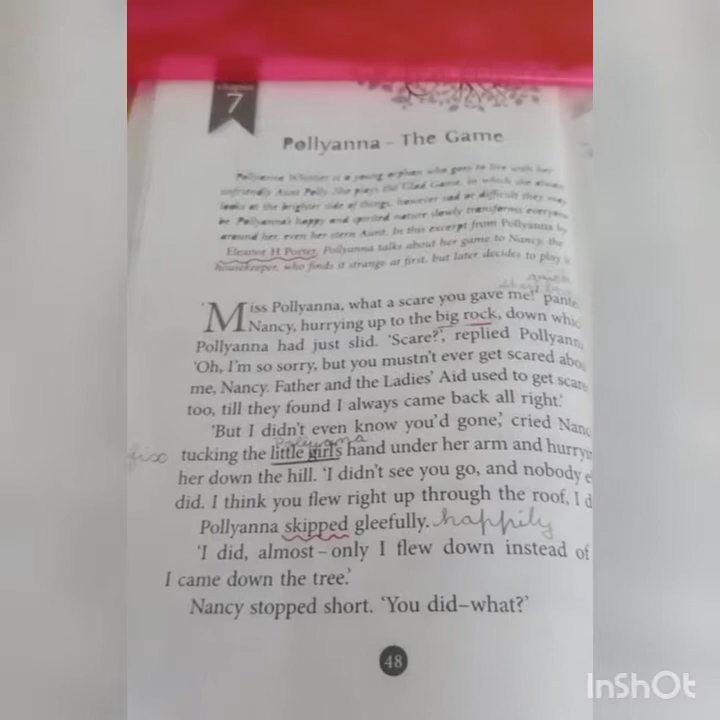 chapter
7
Pollyanna – The Game
Pollyanna Whittier is a young orphan who goes to live with her
unfriendly Aunt Polly. She plays the Glad Game, in which she always
looks at the brighter side of things, however sad or difficult they may
be. Pollyanna's happy and spirited nature slowly transforms everyone
around her, even her stern Aunt. In this excerpt from Pollyanna by
Eleanor H Porter, Pollyanna talks about her game to Nancy, the
housekeeper, who finds it strange at first, but later decides to play
'Miss Pollyanna, what a scare you gave me!' pante
Nancy, hurrying up to the big rock, down whic
Pollyanna had just slid. 'Scare?', replied Pollyann
'Oh, I'm so sorry, but you mustn't ever get scared abou
me, Nancy. Father and the Ladies' Aid used to get scare
too, till they found I always came back all right.'
'But I didn't even know you'd gone,' cried Nanc
Pollyana
fix tucking the little girl's hand under her arm and hurryin
her down the hill. 'I didn't see you go, and nobody e
did. I think you flew right up through the roof, I d
Pollyanna skipped gleefully. happily
'I did, almost – only I flew down instead of
I came down the tree.'
Nancy stopped short. 'You did–what?'
48
InShOt